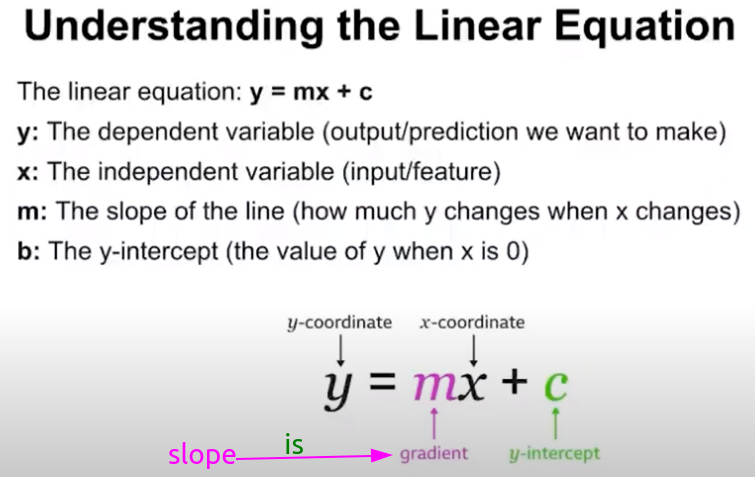 Understanding the Linear Equation
The linear equation: y = mx + c
y: The dependent variable (output/prediction we want to make)
x: The independent variable (input/feature)
m: The slope of the line (how much y changes when x changes)
b: The y-intercept (the value of y when x is 0)
y-coordinate x-coordinate
y = mx + c
slope is gradient y-intercept